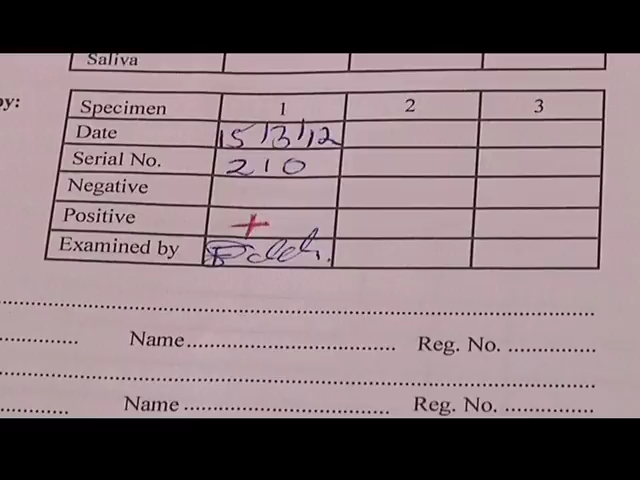 Saliva
by:
Specimen 1 2 3
Date 15/3/12
Serial No. 210
Negative
Positive +
Examined by
Name.................................... Reg. No. ...............
Name.................................... Reg. No. ...............